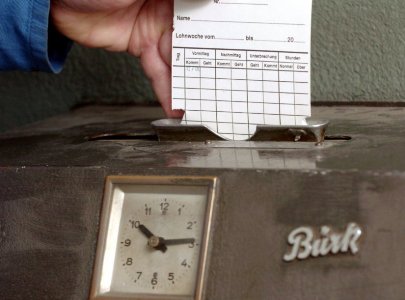 Nr.
Name
Lohnwoche vom bis 20
Tag Vormittag Nachmittag Unterbrechung Stunden
Kommt Geht Kommt Geht Kommt Geht Normal Über
Bürk
11 12 1
10 2
9 3
8 4
7 6 5